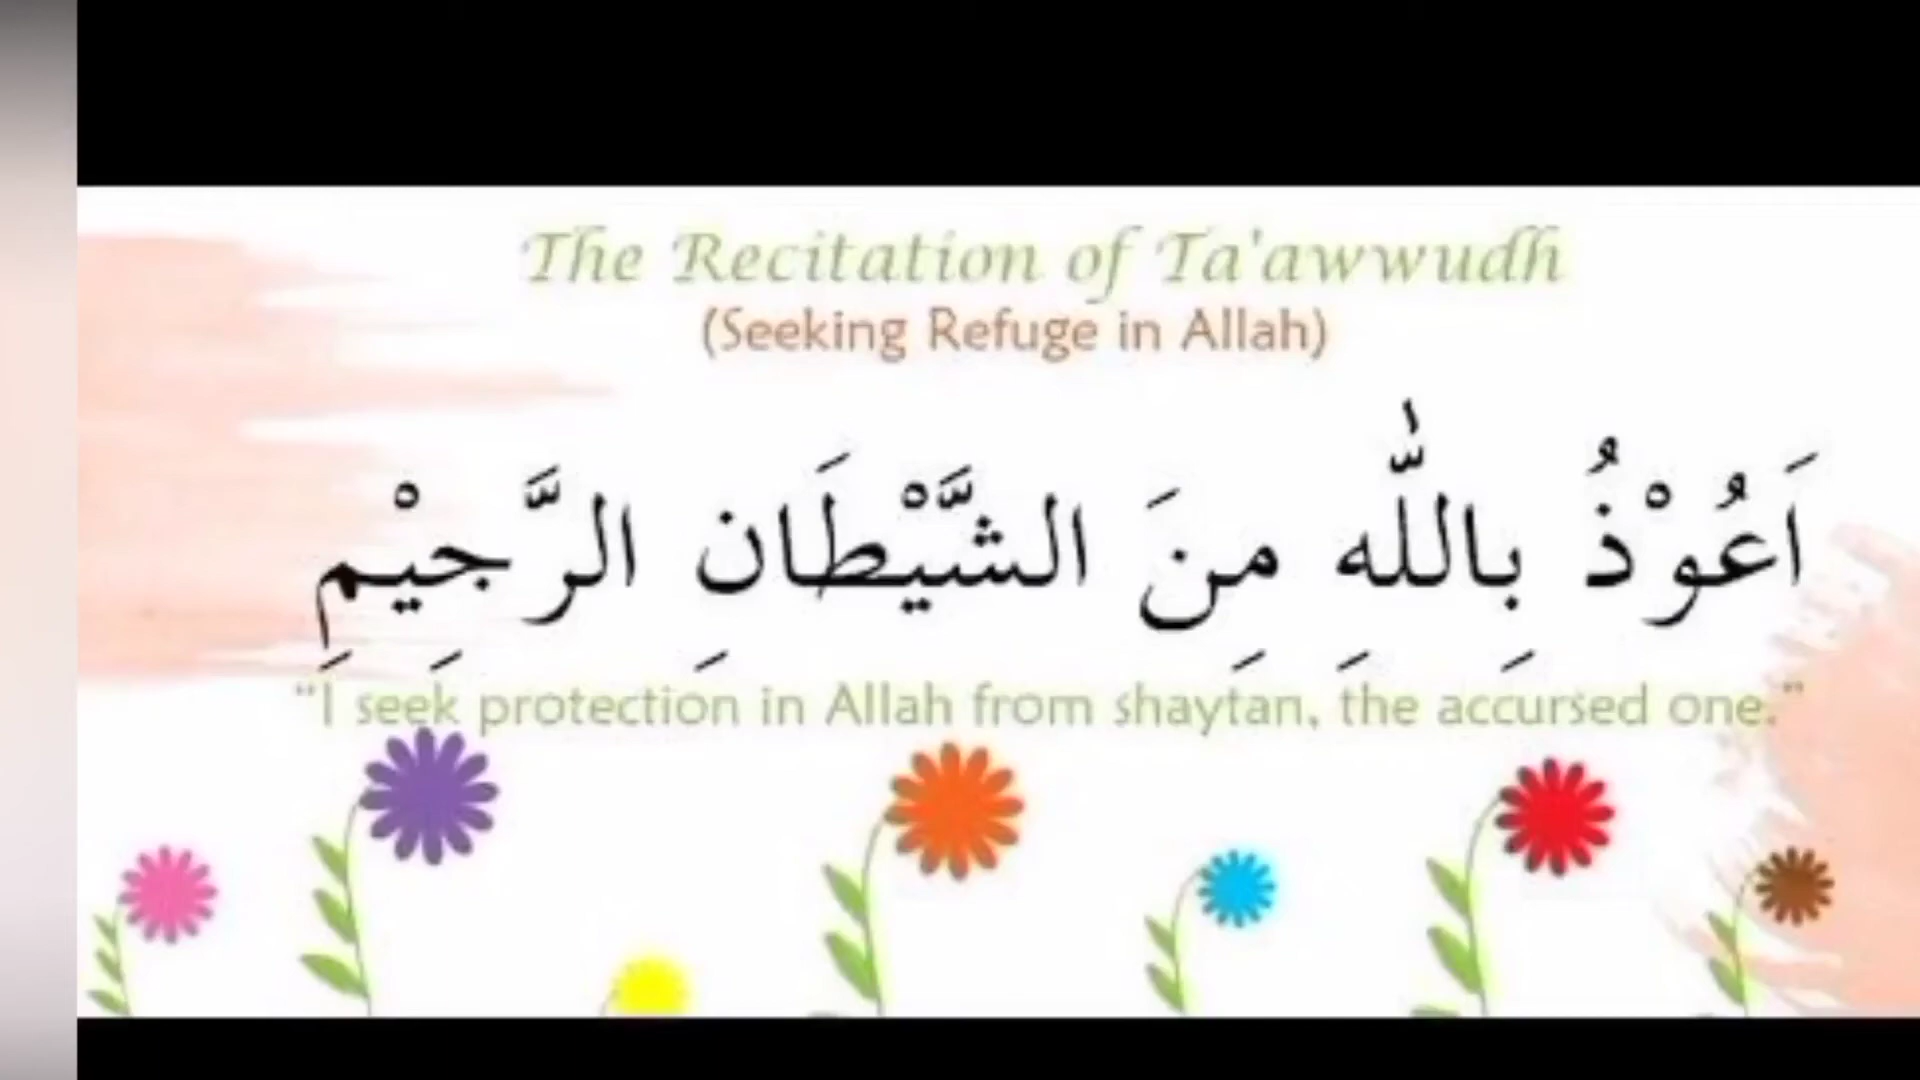 The Recitation of Ta'awwudh
(Seeking Refuge in Allah)
اَعُوْذُ بِاللّٰهِ مِنَ الشَّيْطَانِ الرَّجِيْمِ
"I seek protection in Allah from shaytan, the accursed one."